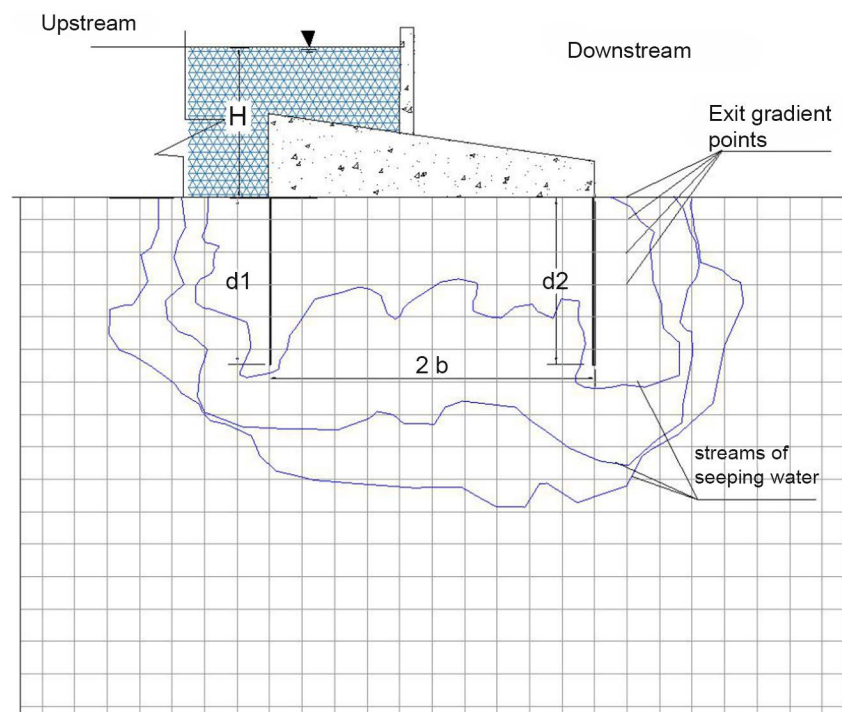 Upstream
Downstream
H
Exit gradient
points
d1
d2
2 b
streams of
seeping water